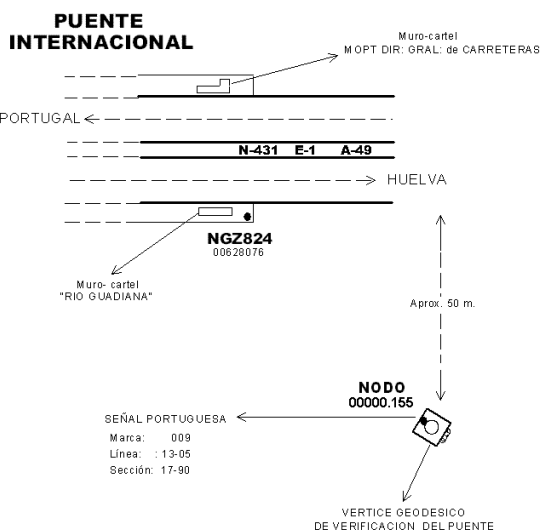 PUENTE
INTERNACIONAL
Muro-cartel
MOPT DIR: GRAL: de CARRETERAS
PORTUGAL
N-431 E-1 A-49
HUELVA
NGZ824
00628076
Muro- cartel
"RIO GUADIANA"
Aprox. 50 m.
NODO
00000.155
SEÑAL PORTUGUESA
Marca: 009
Línea: : 13-05
Sección: 17-90
VERTICE GEODESICO
DE VERIFICACION DEL PUENTE